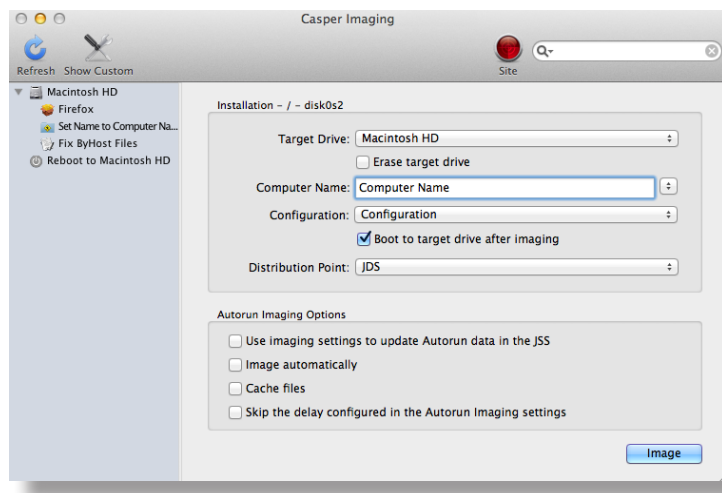 Casper Imaging
Refresh Show Custom
Site
Macintosh HD
Firefox
Set Name to Computer Na...
Fix ByHost Files
Reboot to Macintosh HD
Installation - / - disk0s2
Target Drive: Macintosh HD
Erase target drive
Computer Name: Computer Name
Configuration: Configuration
Boot to target drive after imaging
Distribution Point: JDS
Autorun Imaging Options
Use imaging settings to update Autorun data in the JSS
Image automatically
Cache files
Skip the delay configured in the Autorun Imaging settings
Image